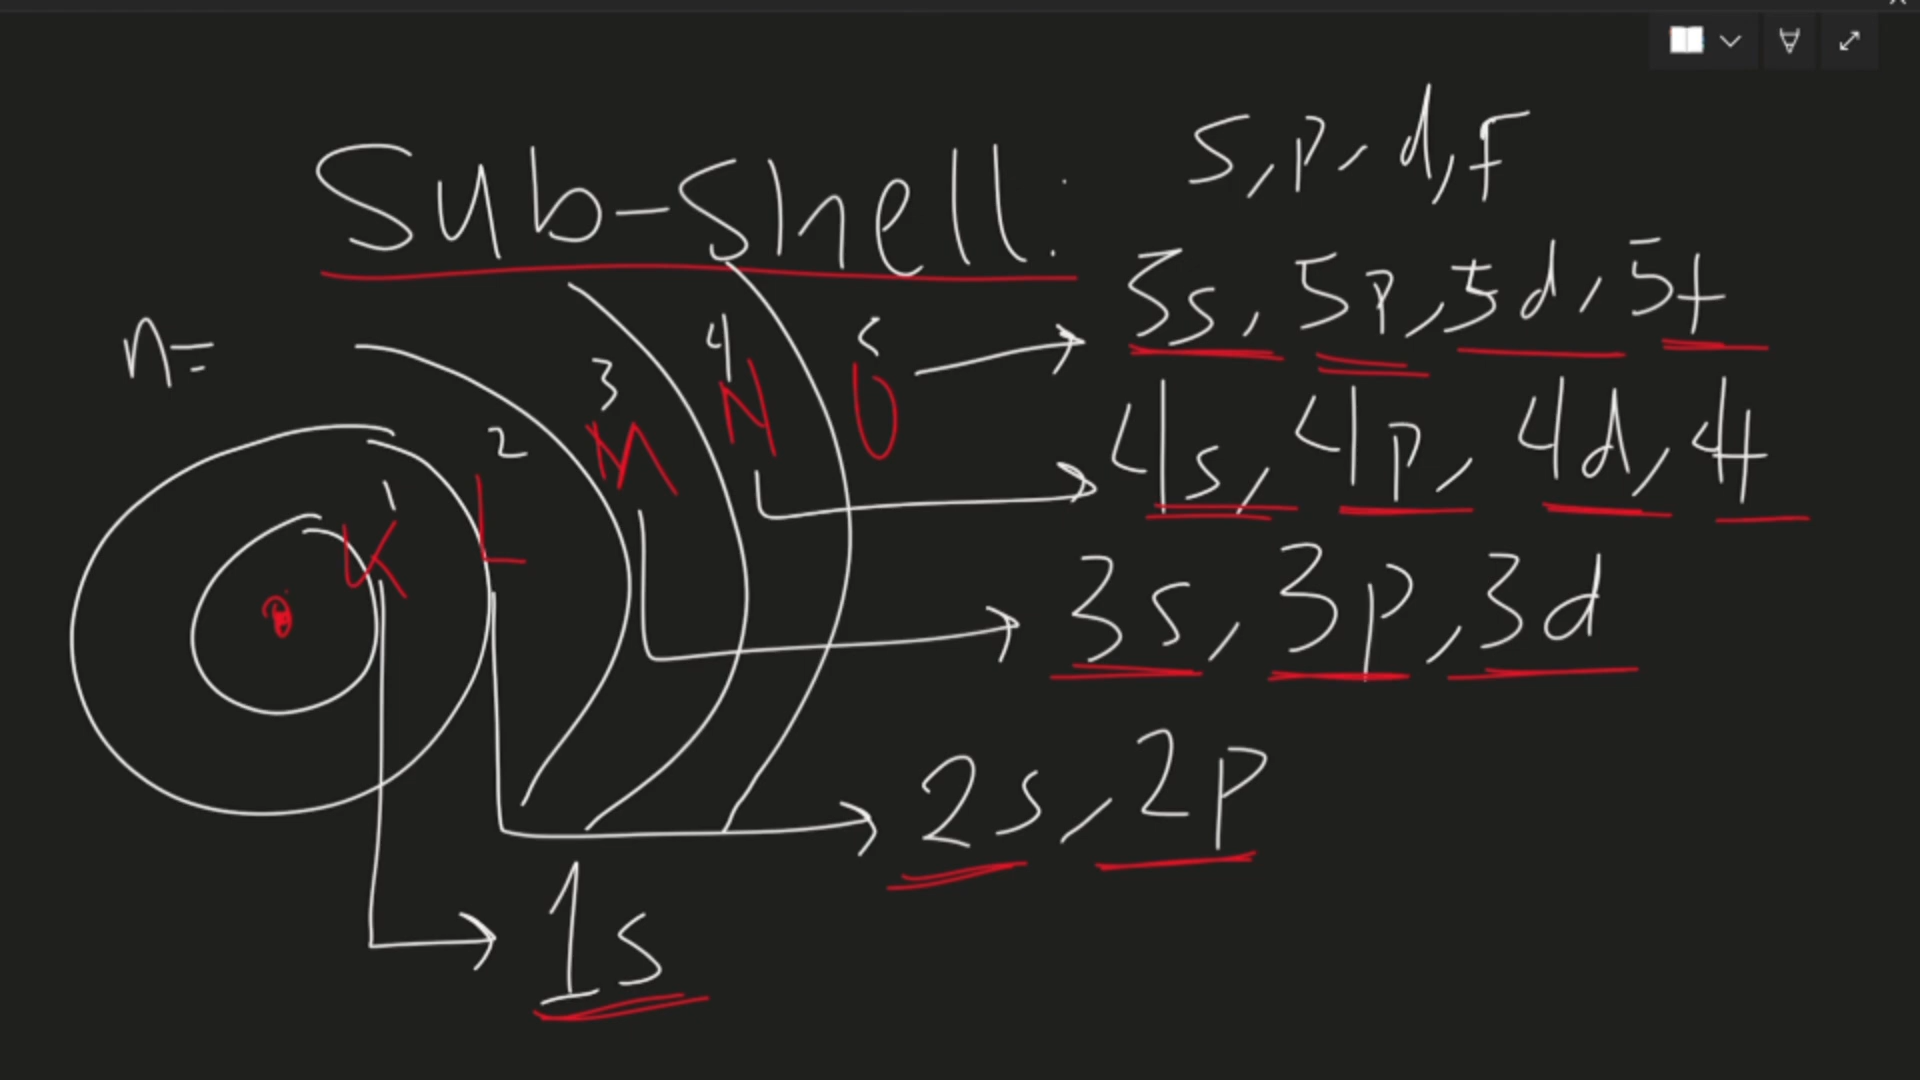 Sub-shell:
s, p, d, f
n=
1 2 3 4 5
K L M N O
5s, 5p, 5d, 5f
4s, 4p, 4d, 4f
3s, 3p, 3d
2s, 2p
1s